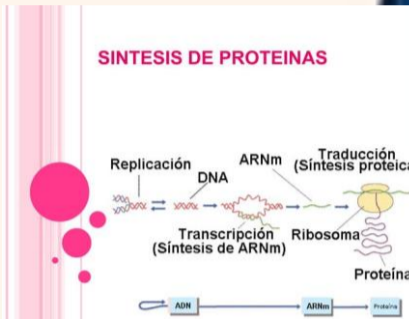 SINTESIS DE PROTEINAS
Replicación
DNA
ARNm
Traducción
(Síntesis proteica
Transcripción
(Síntesis de ARNm)
Ribosoma
Proteína
ADN
ARNm
Proteína